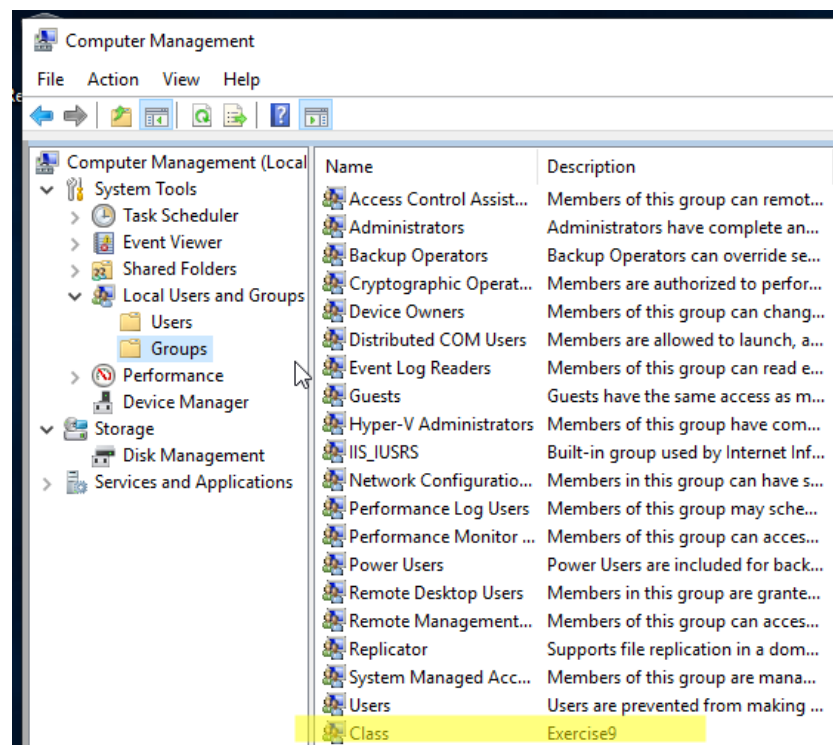 Computer Management
File Action View Help
Re
Computer Management (Local
System Tools
Task Scheduler
Event Viewer
Shared Folders
Local Users and Groups
Users
Groups
Performance
Device Manager
Storage
Disk Management
Services and Applications
Name Description
Access Control Assist... Members of this group can remot...
Administrators Administrators have complete an...
Backup Operators Backup Operators can override se...
Cryptographic Operat... Members are authorized to perfor...
Device Owners Members of this group can chang...
Distributed COM Users Members are allowed to launch, a...
Event Log Readers Members of this group can read e...
Guests Guests have the same access as m...
Hyper-V Administrators Members of this group have com...
IIS_IUSRS Built-in group used by Internet Inf...
Network Configuratio... Members in this group can have s...
Performance Log Users Members of this group may sche...
Performance Monitor ... Members of this group can acces...
Power Users Power Users are included for back...
Remote Desktop Users Members in this group are grante...
Remote Management... Members of this group can acces...
Replicator Supports file replication in a dom...
System Managed Acc... Members of this group are mana...
Users Users are prevented from making ...
Class Exercise9